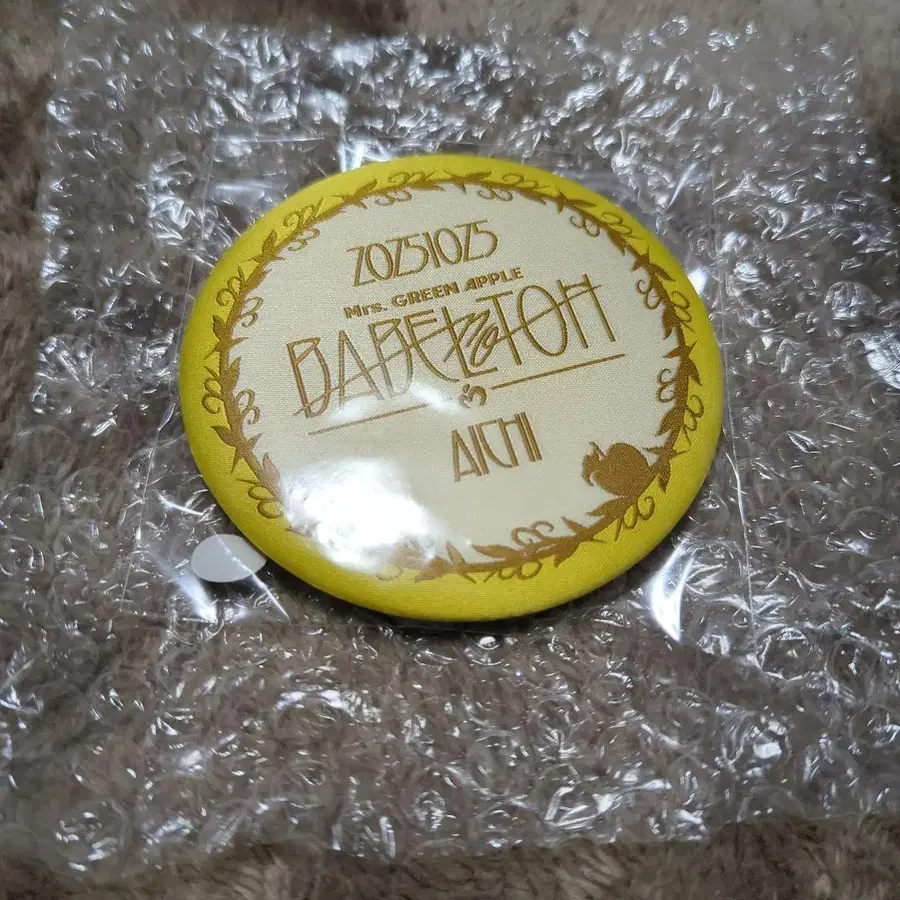 20251025
Mrs. GREEN APPLE
BABEL no TOH
AICHI